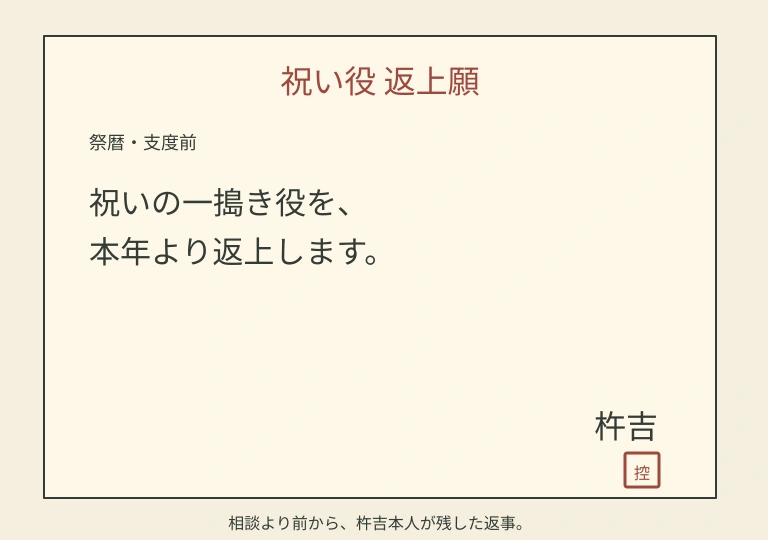 祝い役 返上願
祭暦・支度前
祝いの一搗き役を、
本年より返上します。
杵吉
控
相談より前から、杵吉本人が残した返事。